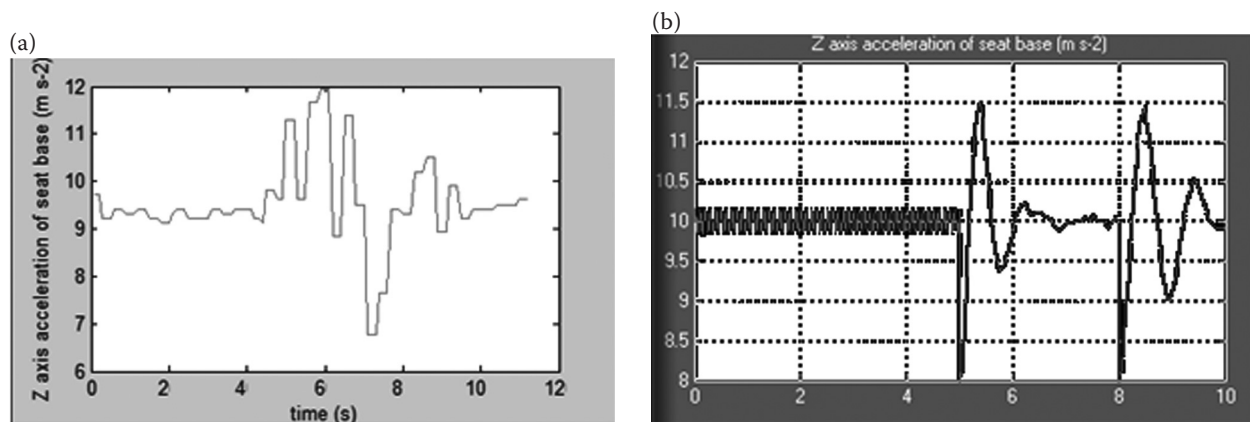 (a)
Z axis acceleration of seat base (m s-2)
12
11
10
9
8
7
6
0 2 4 6 8 10 12
time (s)
(b)
Z axis acceleration of seat base (m s-2)
12
11.5
11
10.5
10
9.5
9
8.5
8
0 2 4 6 8 10